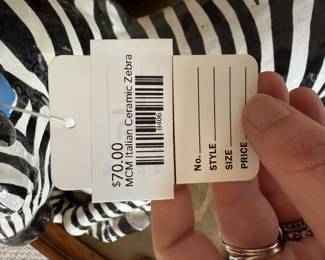 $70.00
MCM Italian Ceramic Zebra
8406
No.
STYLE
SIZE
PRICE